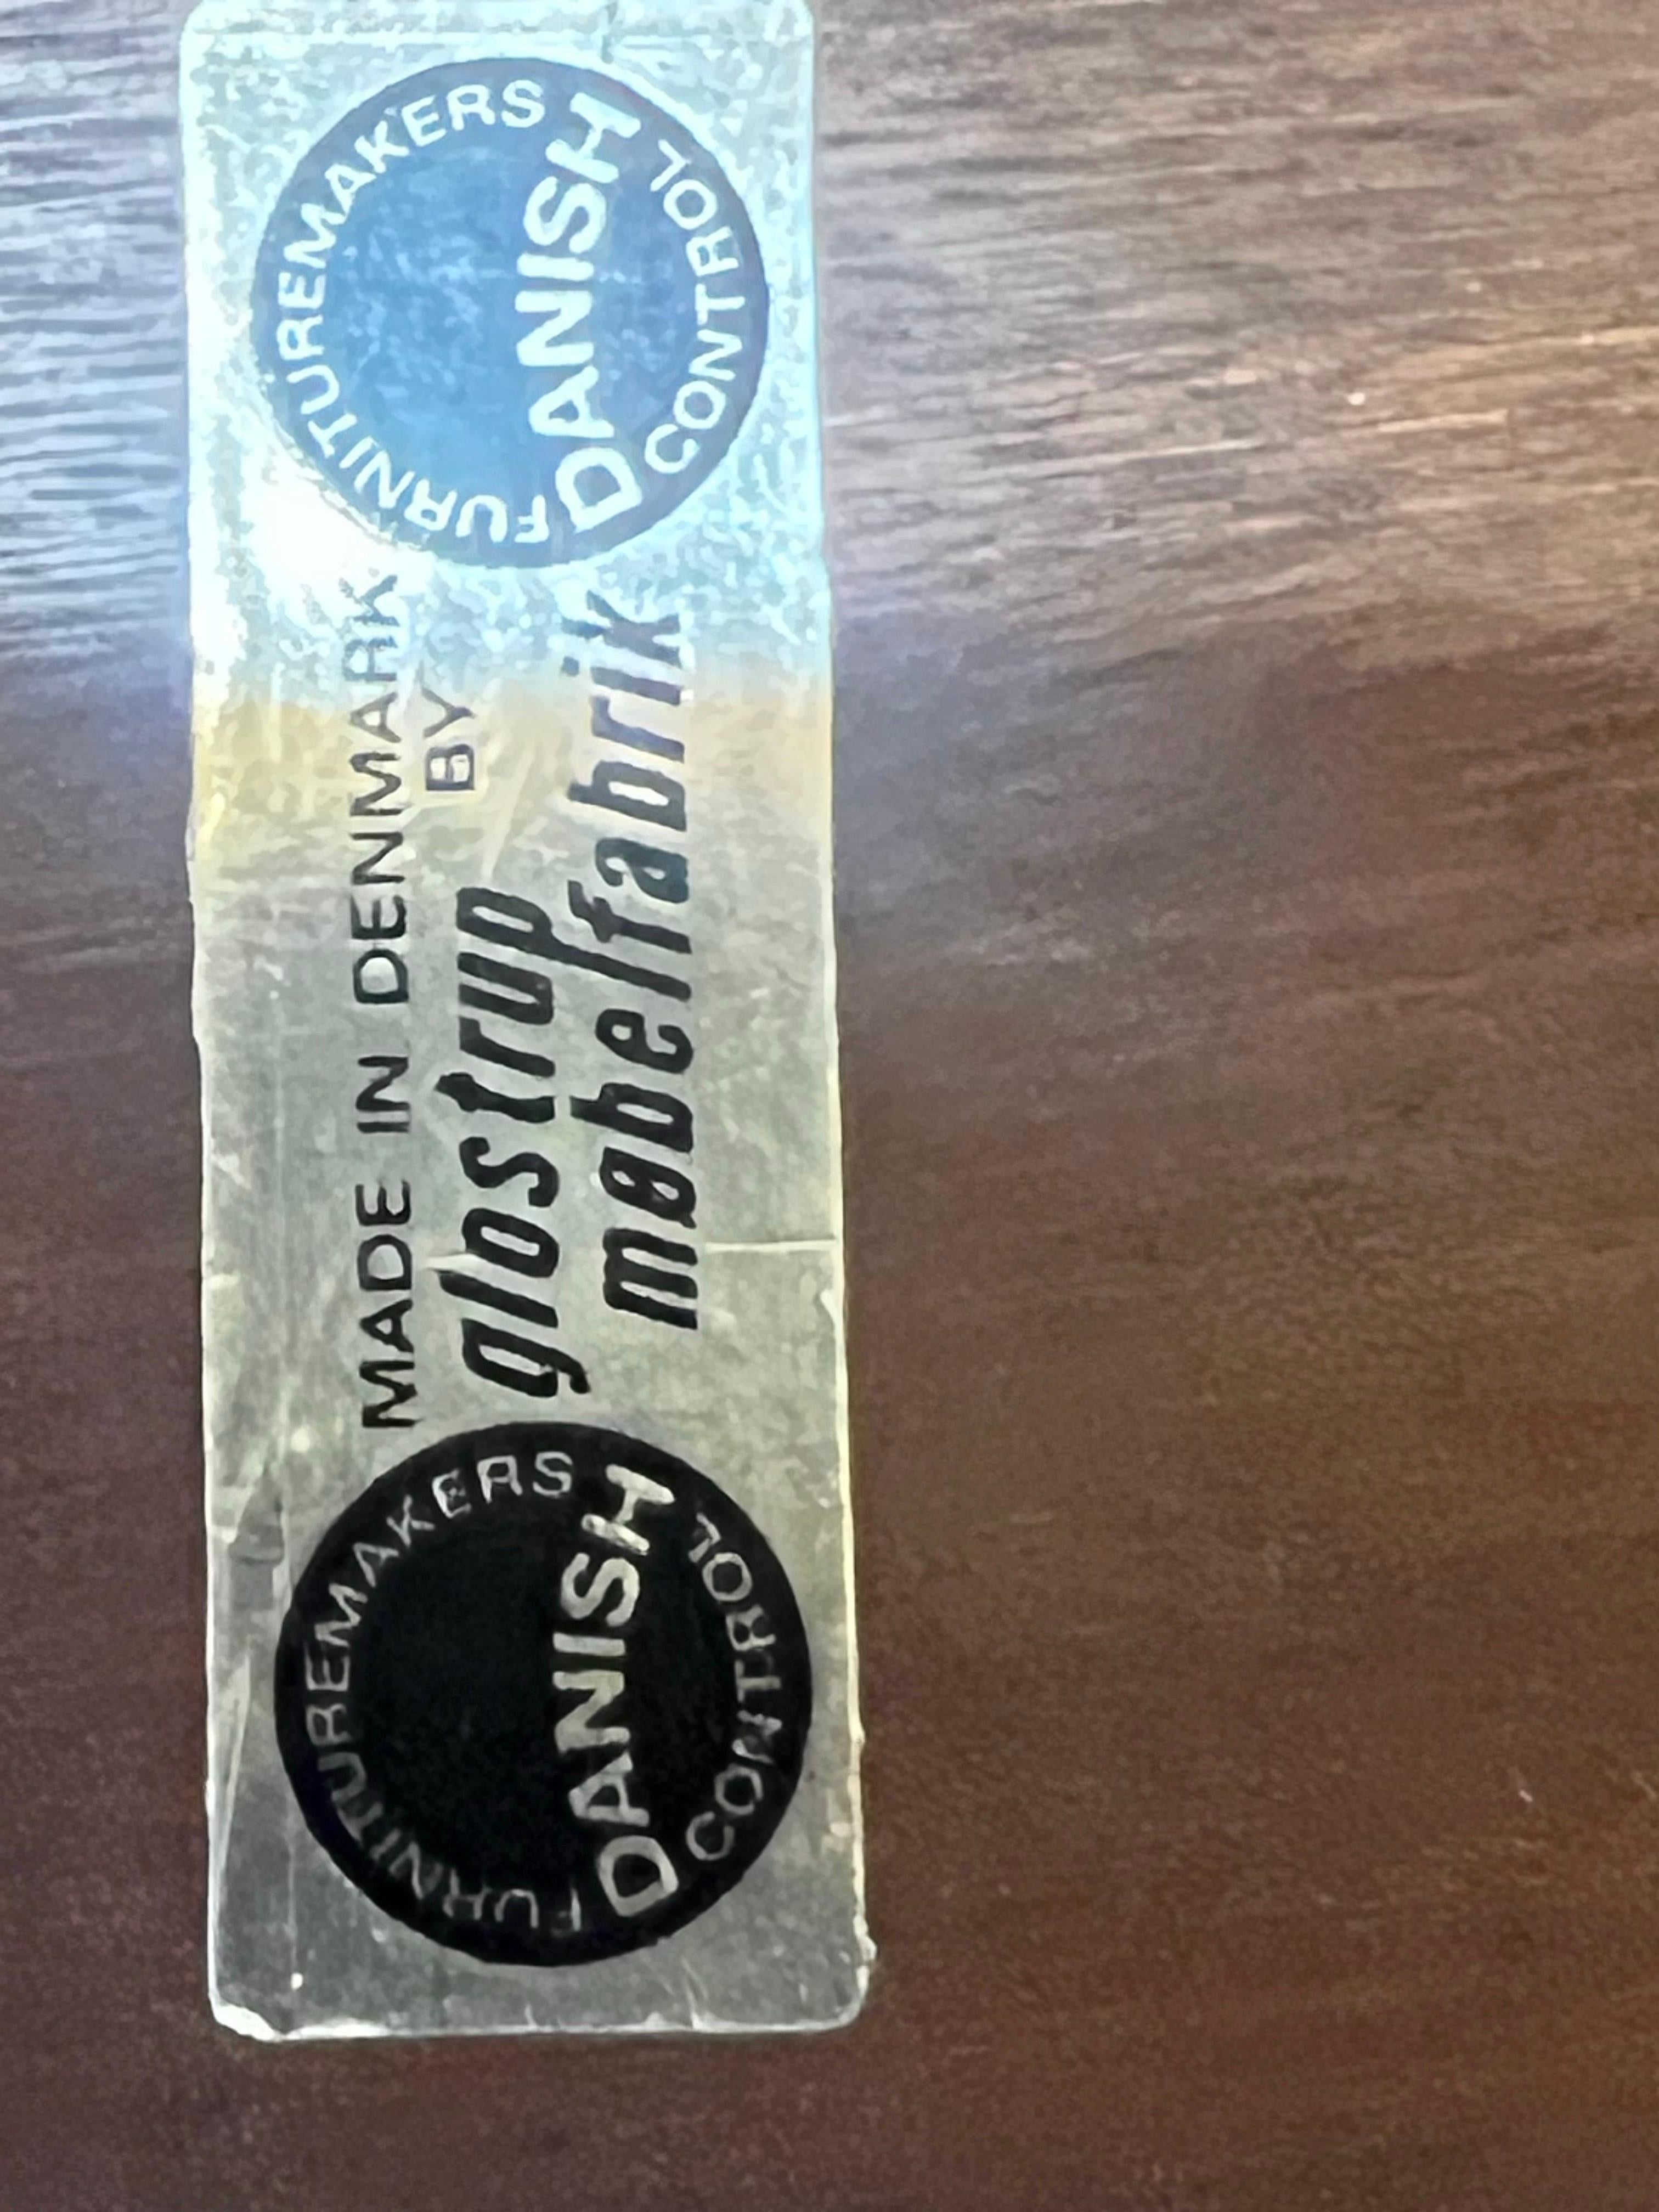 FURNITUREMAKERS
DANISH
CONTROL
MADE IN DENMARK
BY
glostrup
møbelfabrik
FURNITUREMAKERS
DANISH
CONTROL